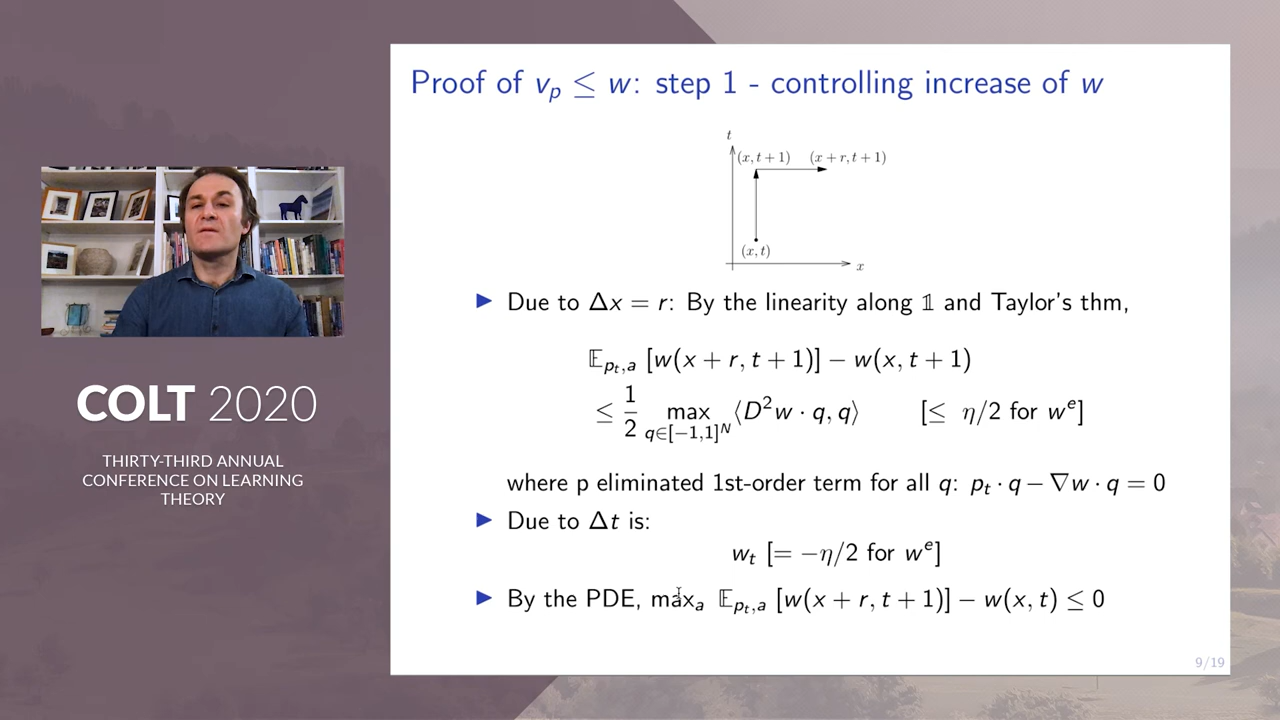 Proof of v_p ≤ w: step 1 - controlling increase of w
t
(x, t + 1) (x + r, t + 1)
(x, t)
x
▶ Due to Δx = r: By the linearity along 𝟙 and Taylor's thm,
𝔼_{p_t,a} [w(x + r, t + 1)] − w(x, t + 1)
≤ 1/2 max_{q∈[−1,1]^N} ⟨D²w · q, q⟩ [≤ η/2 for w^e]
where p eliminated 1st-order term for all q: p_t · q − ∇w · q = 0
▶ Due to Δt is:
w_t [= −η/2 for w^e]
▶ By the PDE, max_a 𝔼_{p_t,a} [w(x + r, t + 1)] − w(x, t) ≤ 0
9/19
COLT 2020
THIRTY-THIRD ANNUAL
CONFERENCE ON LEARNING
THEORY